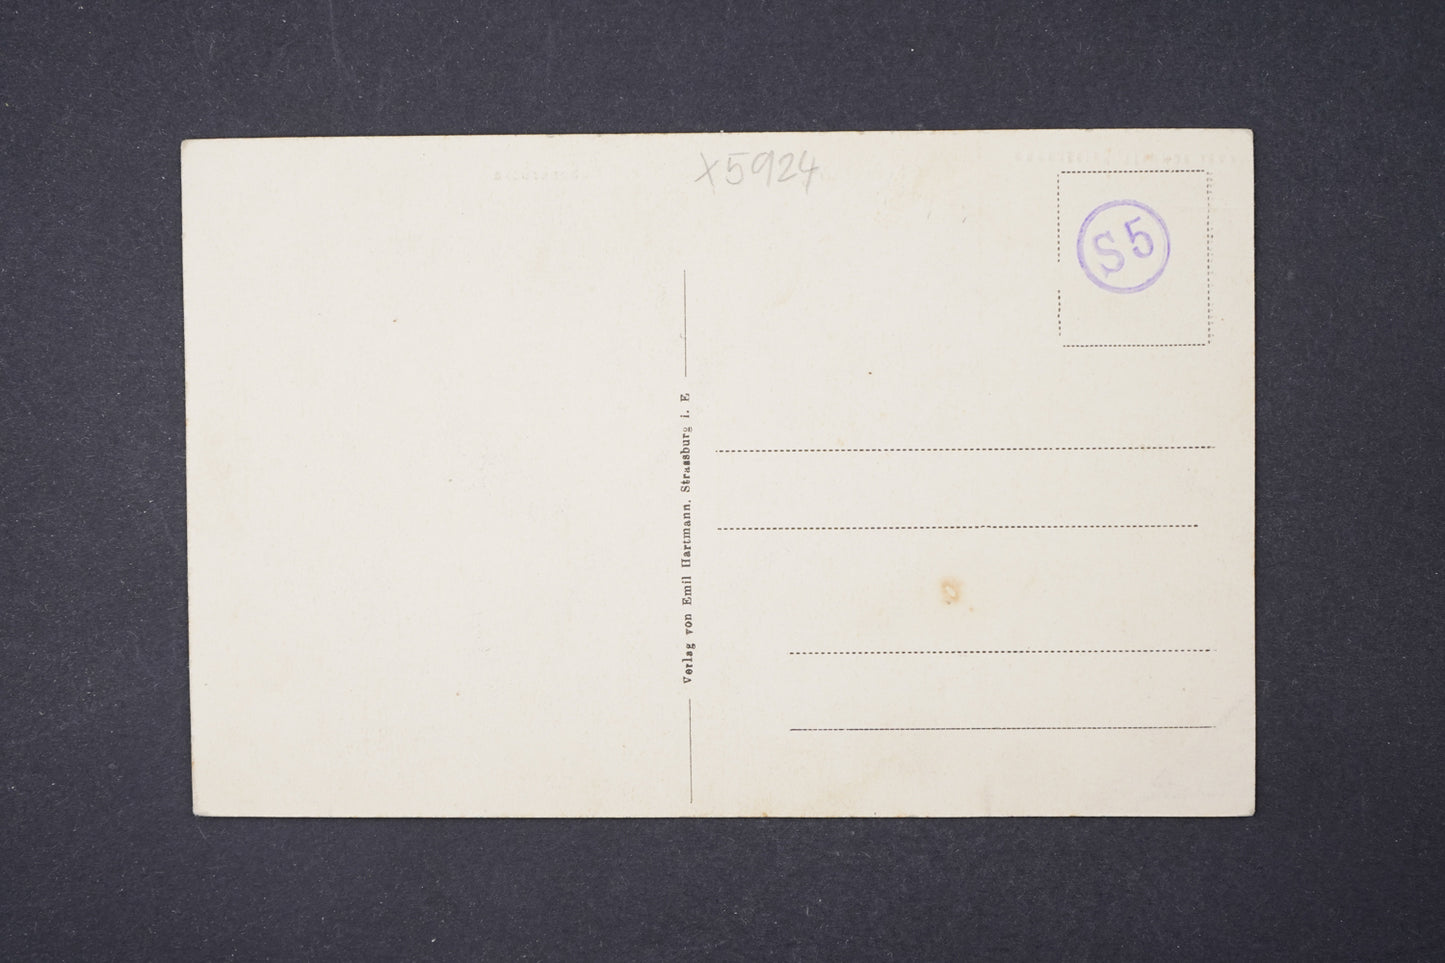 X5924
S5
Verlag von Emil Hartmann, Strassburg i. E